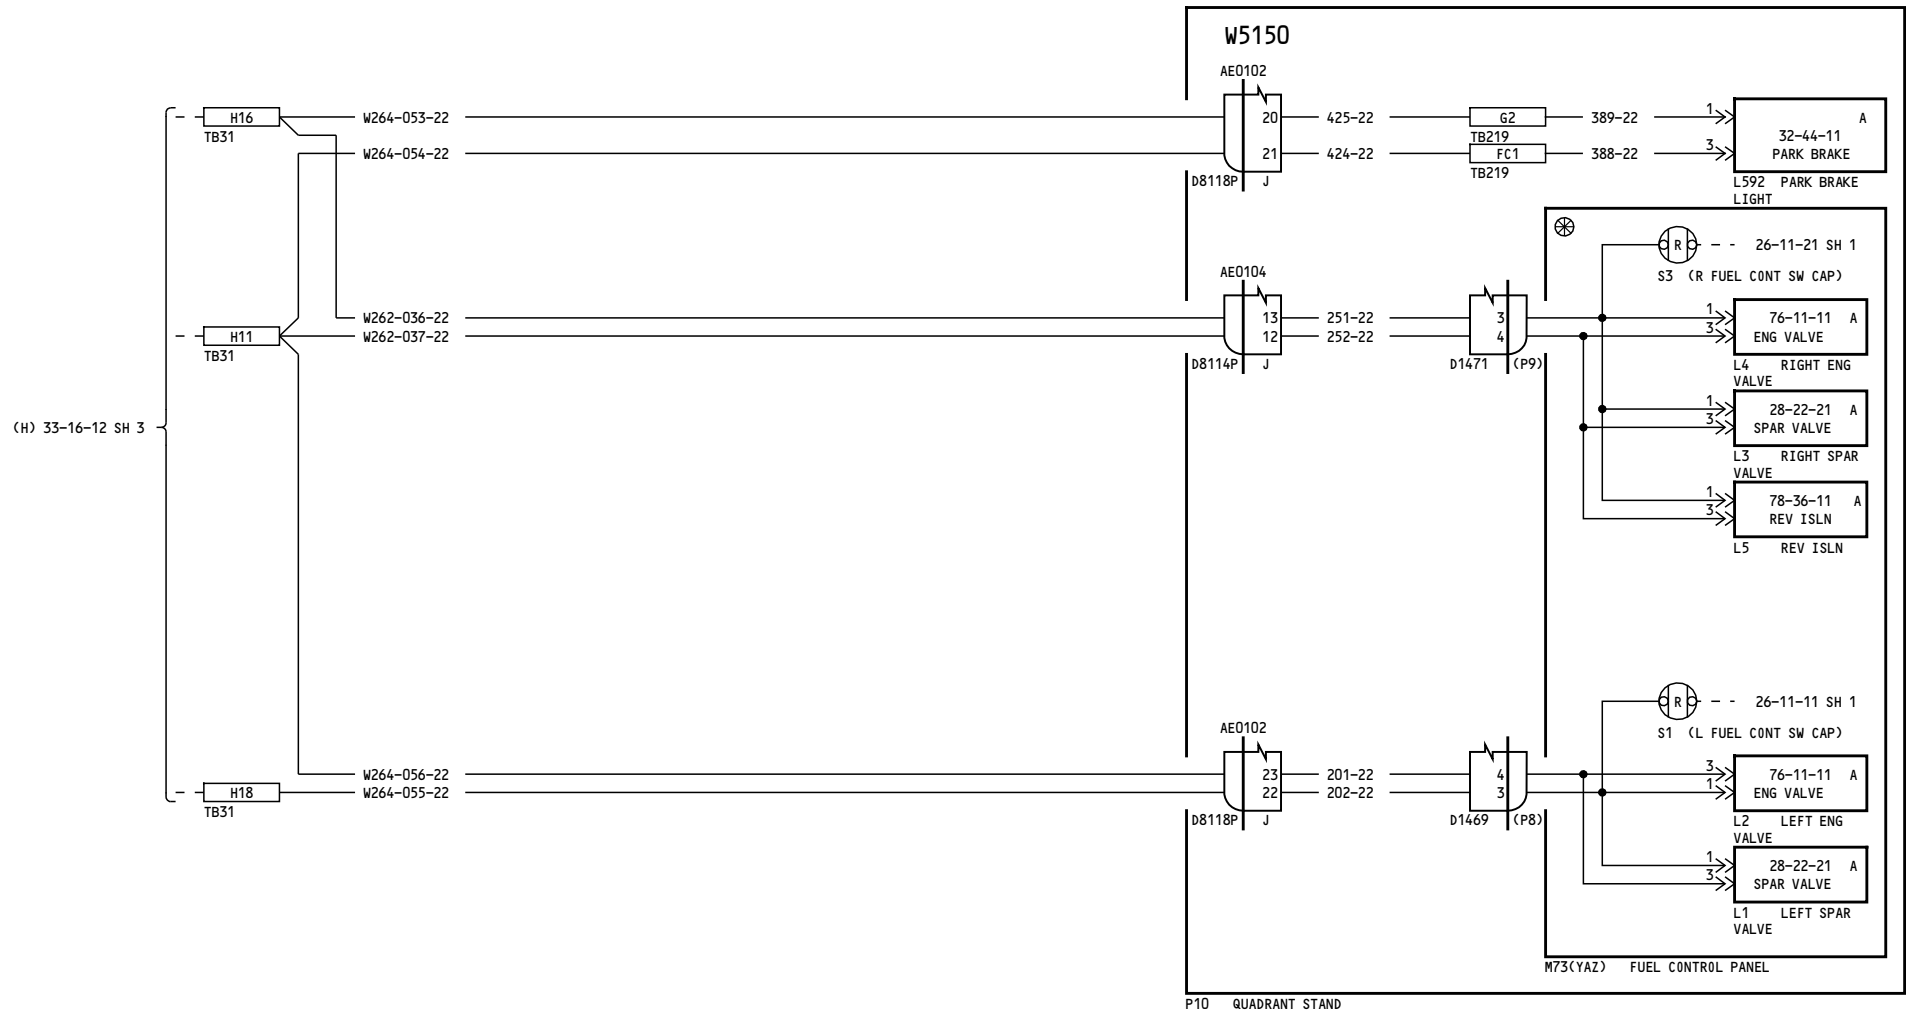 W5150
AE0102
H16
TB31
W264-053-22
20
425-22
G2
TB219
389-22
1
A
32-44-11
PARK BRAKE
W264-054-22
21
424-22
FC1
TB219
388-22
3
D8118P J
L592 PARK BRAKE
LIGHT
R
26-11-21 SH 1
S3 (R FUEL CONT SW CAP)
AE0104
W262-036-22
13
251-22
3
1
76-11-11 A
ENG VALVE
H11
TB31
W262-037-22
12
252-22
4
3
D8114P J
D1471 (P9)
L4 RIGHT ENG
VALVE
1
28-22-21 A
SPAR VALVE
3
(H) 33-16-12 SH 3
L3 RIGHT SPAR
VALVE
1
78-36-11 A
REV ISLN
3
L5 REV ISLN
R
26-11-11 SH 1
S1 (L FUEL CONT SW CAP)
AE0102
W264-056-22
23
201-22
4
3
76-11-11 A
ENG VALVE
H18
TB31
W264-055-22
22
202-22
3
1
D8118P J
D1469 (P8)
L2 LEFT ENG
VALVE
1
28-22-21 A
SPAR VALVE
3
L1 LEFT SPAR
VALVE
M73(YAZ) FUEL CONTROL PANEL
P10 QUADRANT STAND